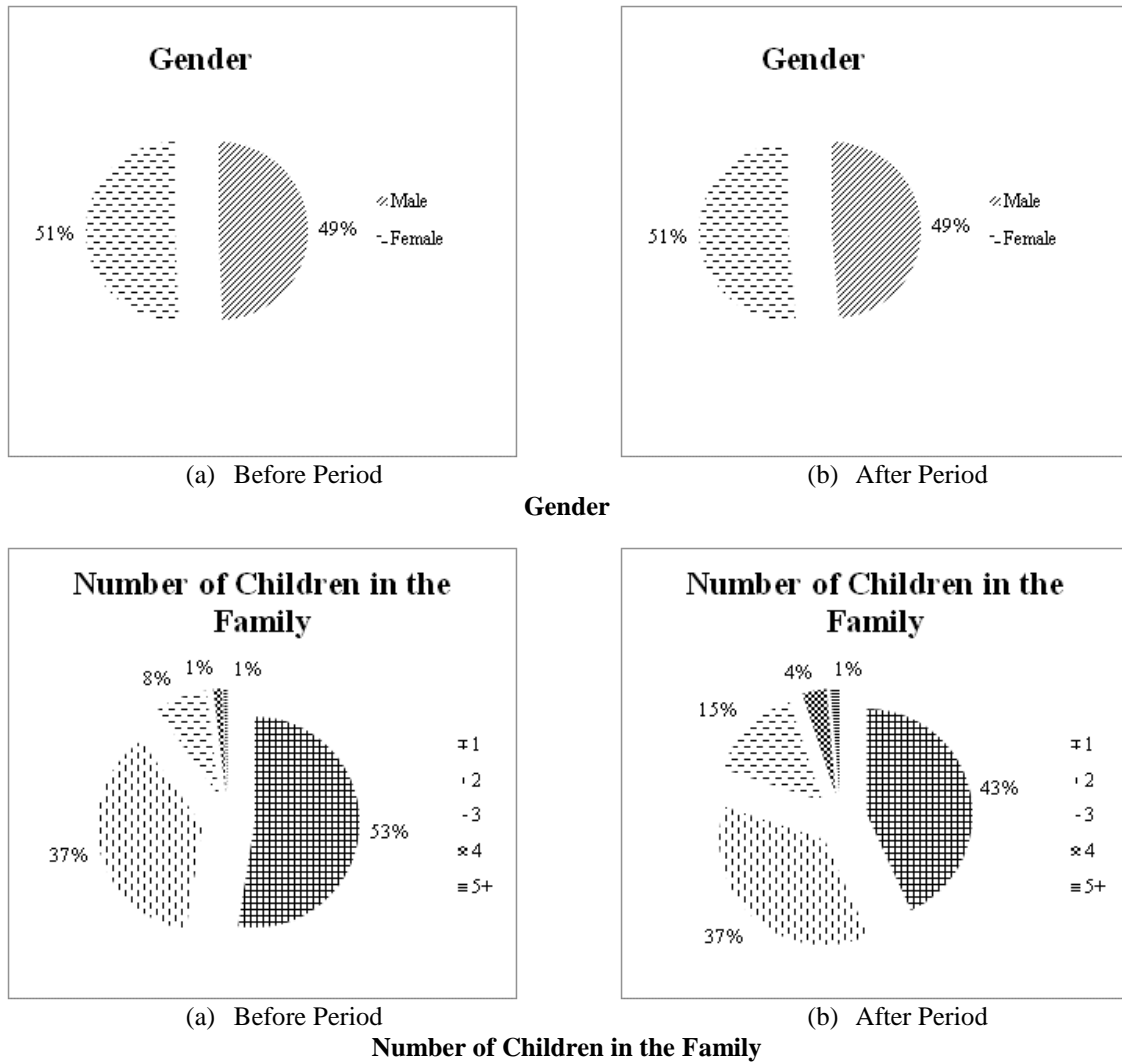 Gender
51%
49%
Male
Female
(a) Before Period
Gender
51%
49%
Male
Female
(b) After Period
Gender
Number of Children in the
Family
8%
1%
1%
37%
53%
1
2
3
4
5+
(a) Before Period
Number of Children in the
Family
4%
1%
15%
43%
37%
1
2
3
4
5+
(b) After Period
Number of Children in the Family